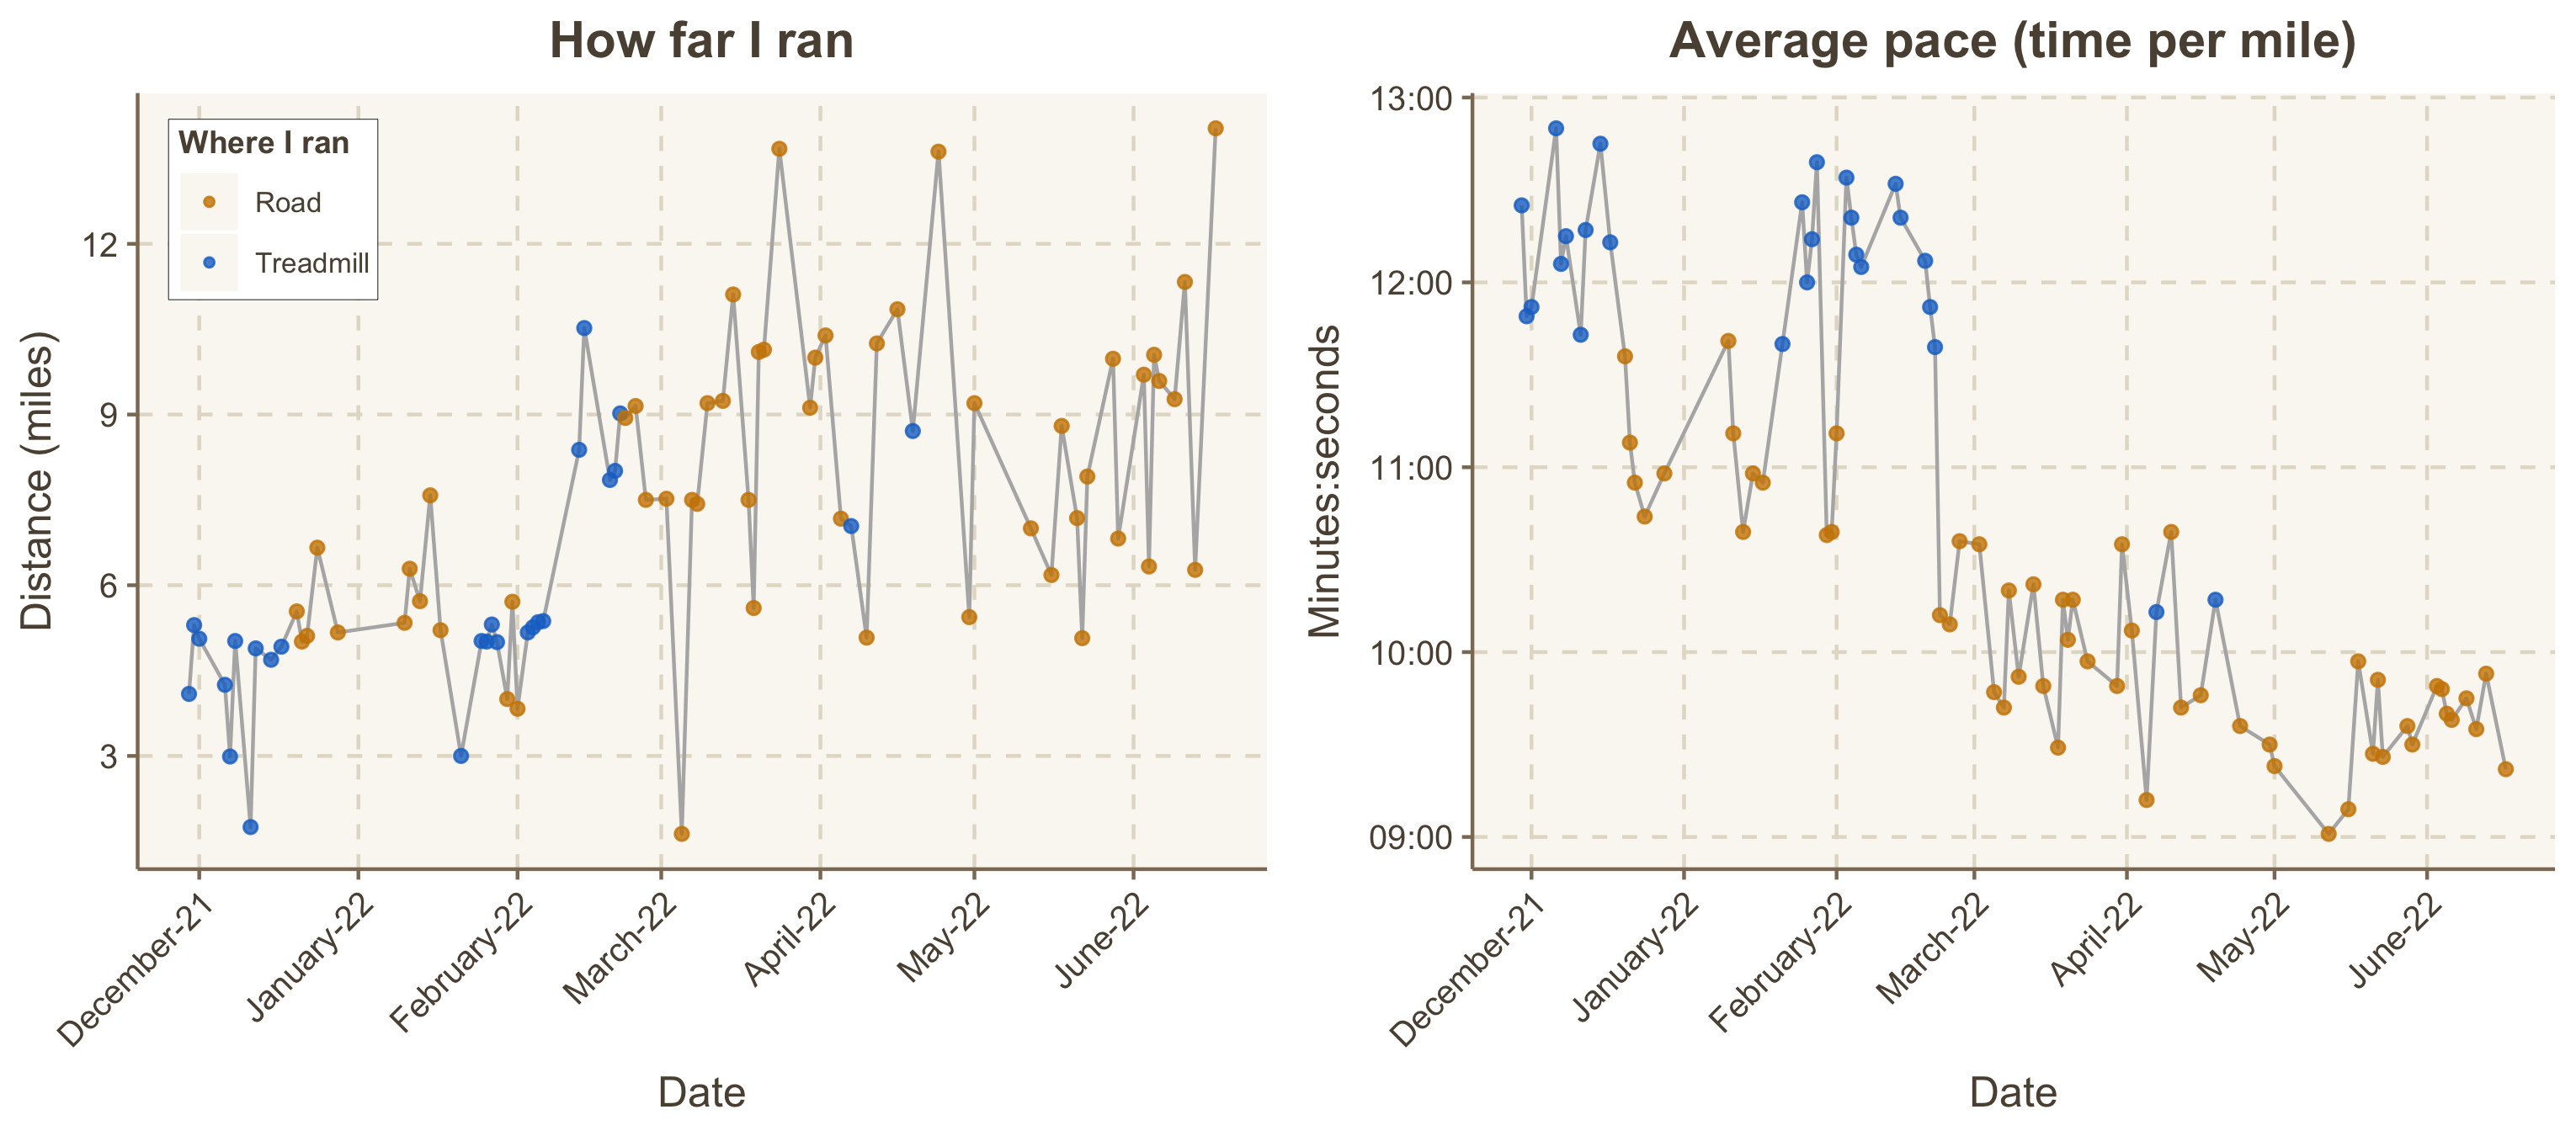 How far I ran
Where I ran
Road
Treadmill
12
9
6
3
Distance (miles)
December-21
January-22
February-22
March-22
April-22
May-22
June-22
Date
Average pace (time per mile)
13:00
12:00
11:00
10:00
09:00
Minutes:seconds
December-21
January-22
February-22
March-22
April-22
May-22
June-22
Date